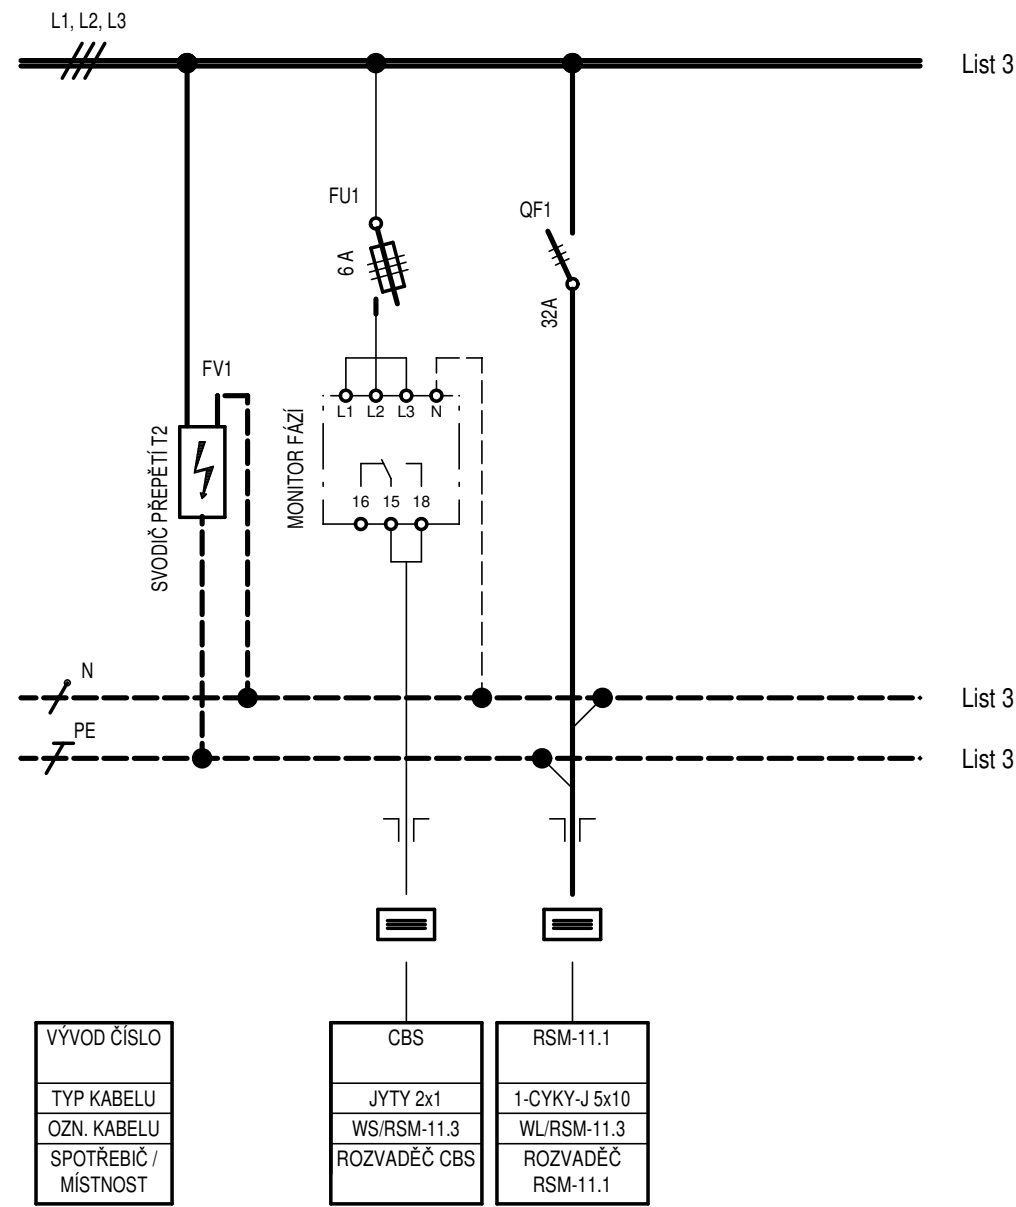 L1, L2, L3
List 3
FU1
6 A
QF1
32A
FV1
SVODIČ PŘEPĚTÍ T2
MONITOR FÁZÍ
L1 L2 L3 N
16 15 18
N
List 3
PE
List 3
VÝVOD ČÍSLO
TYP KABELU
OZN. KABELU
SPOTŘEBIČ /
MÍSTNOST
CBS
JYTY 2x1
WS/RSM-11.3
ROZVADĚČ CBS
RSM-11.1
1-CYKY-J 5x10
WL/RSM-11.3
ROZVADĚČ
RSM-11.1